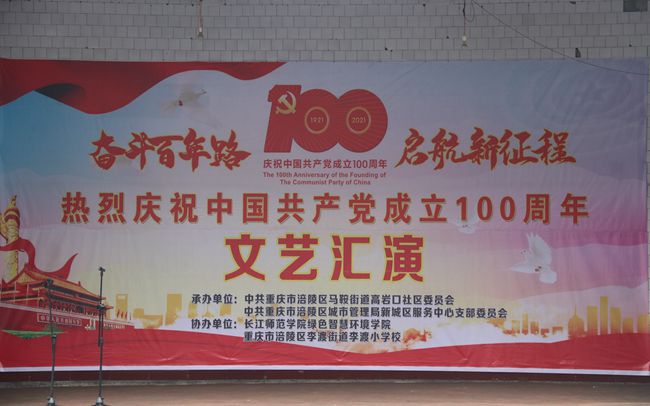 1921 2021
100
庆祝中国共产党成立100周年
The 100th Anniversary of the Founding of
The Communist Party of China
奋斗百年路 启航新征程
热烈庆祝中国共产党成立100周年
文艺汇演
承办单位：中共重庆市涪陵区马鞍街道高岩口社区委员会
中共重庆市涪陵区城市管理局新城区服务中心支部委员会
协办单位：长江师范学院绿色智慧环境学院
重庆市涪陵区李渡街道李渡小学校